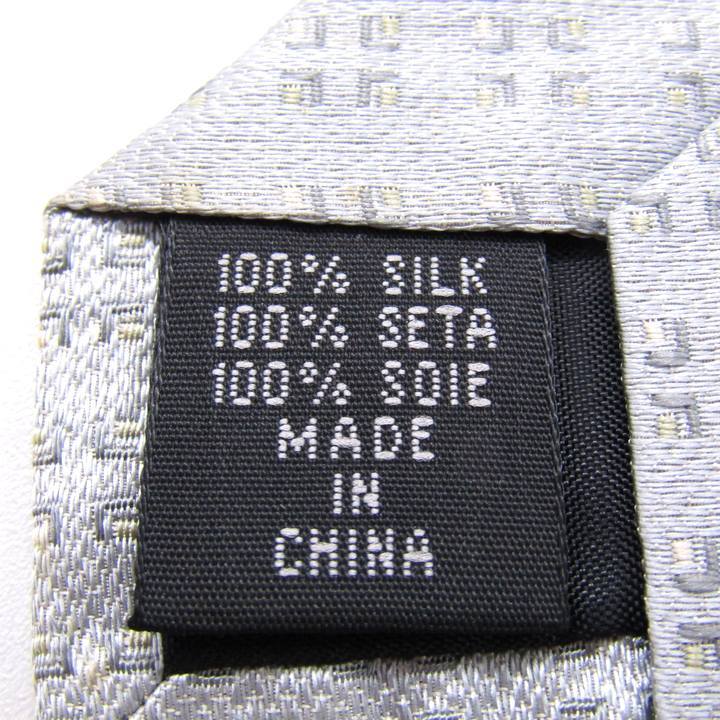 100% SILK
100% SETA
100% SOIE
MADE
IN
CHINA